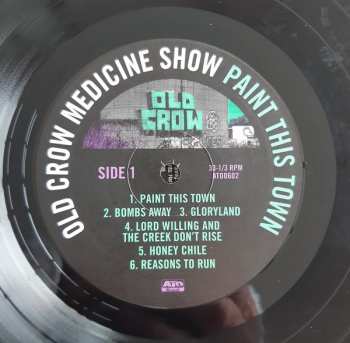 OLD CROW MEDICINE SHOW PAINT THIS TOWN
OLD
CROW
SIDE 1
33-1/3 RPM
ATO0602
1. PAINT THIS TOWN
2. BOMBS AWAY 3. GLORYLAND
4. LORD WILLING AND
THE CREEK DON'T RISE
5. HONEY CHILE
6. REASONS TO RUN
ATO